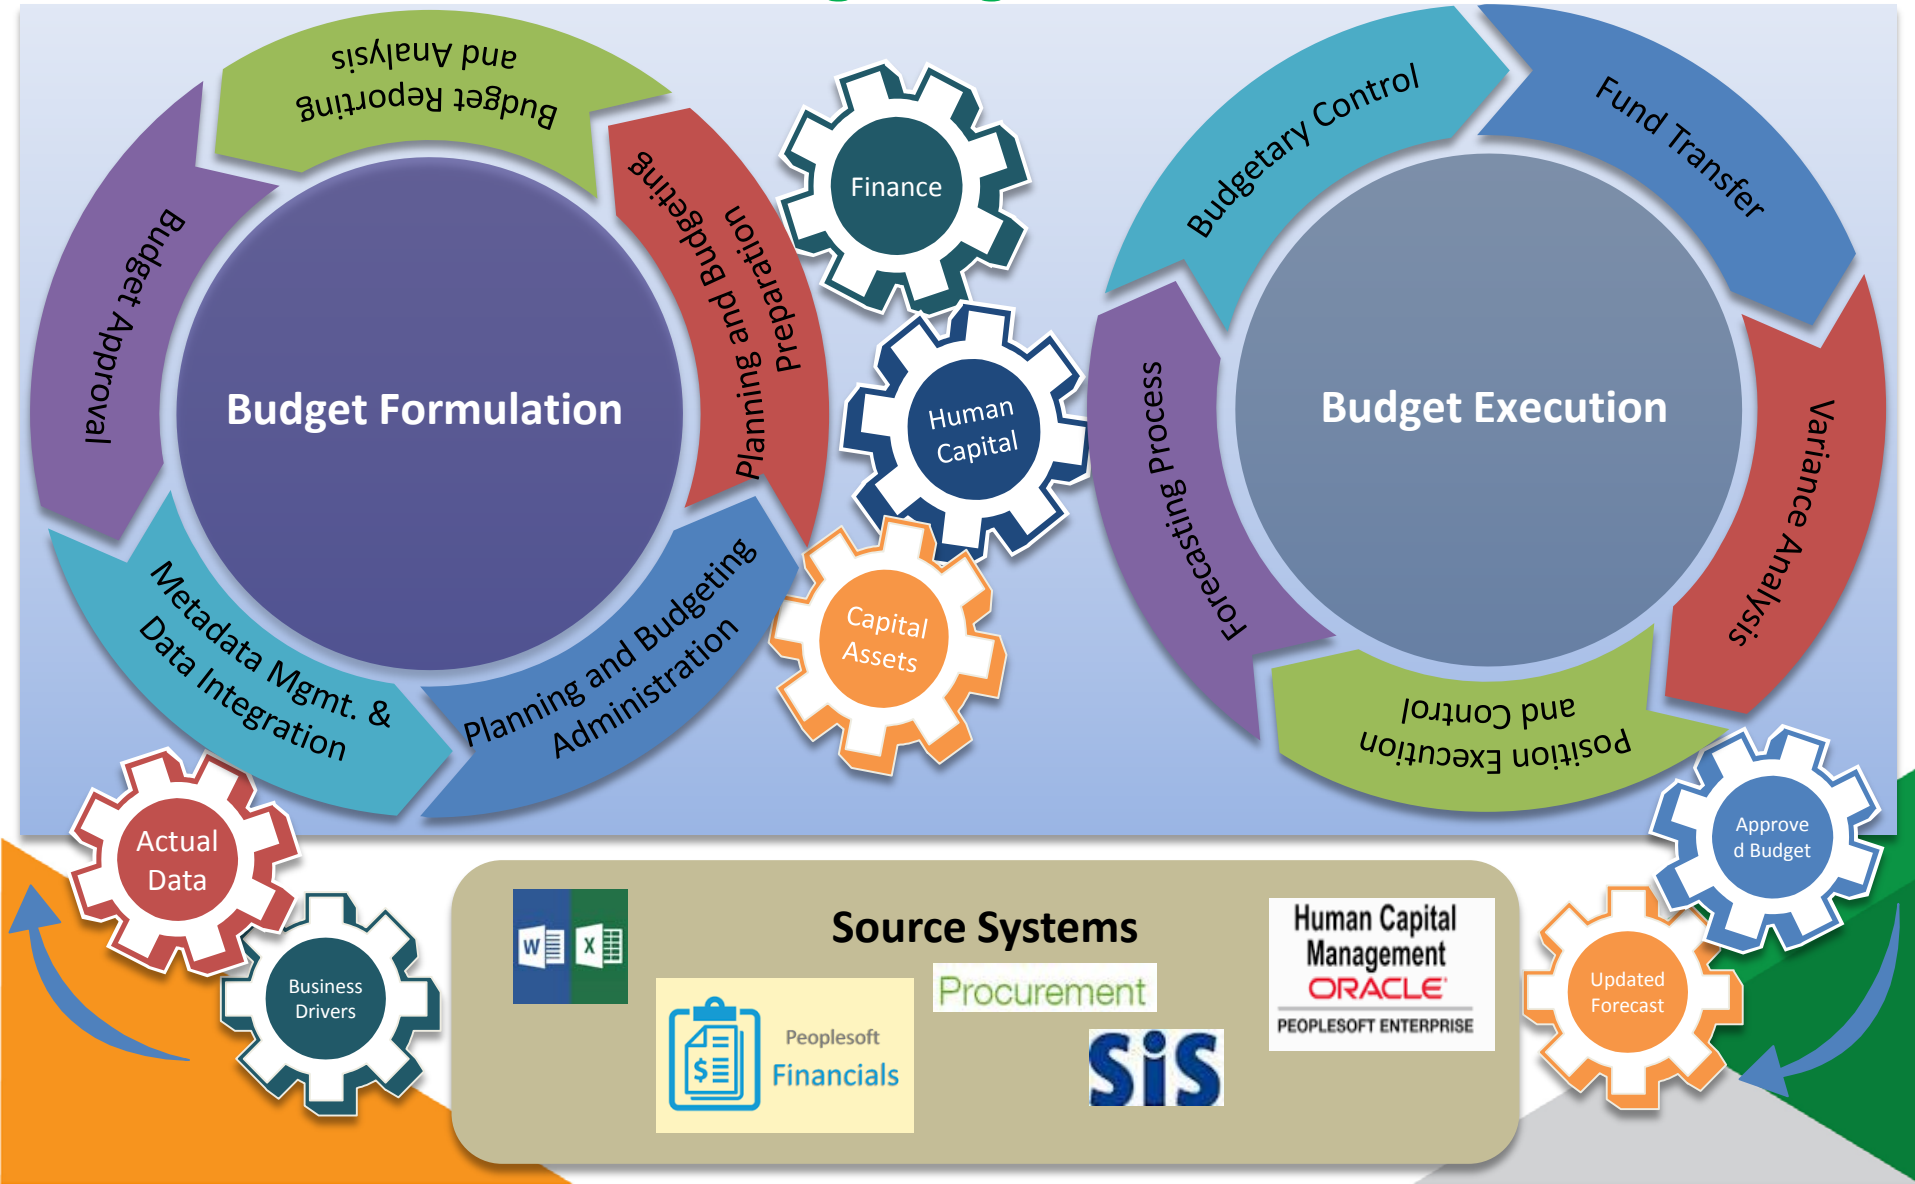 Budget Reporting
and Analysis
Planning and Budgeting
Preparation
Planning and Budgeting
Administration
Metadata Mgmt. &
Data Integration
Budget Approval
Budget Formulation
Finance
Human
Capital
Capital
Assets
Budgetary Control
Fund Transfer
Variance Analysis
Position Execution
and Control
Forecasting Process
Budget Execution
Actual
Data
Business
Drivers
Approve
d Budget
Updated
Forecast
Source Systems
W
X
Peoplesoft
Financials
$
Procurement
SiS
Human Capital
Management
ORACLE
PEOPLESOFT ENTERPRISE